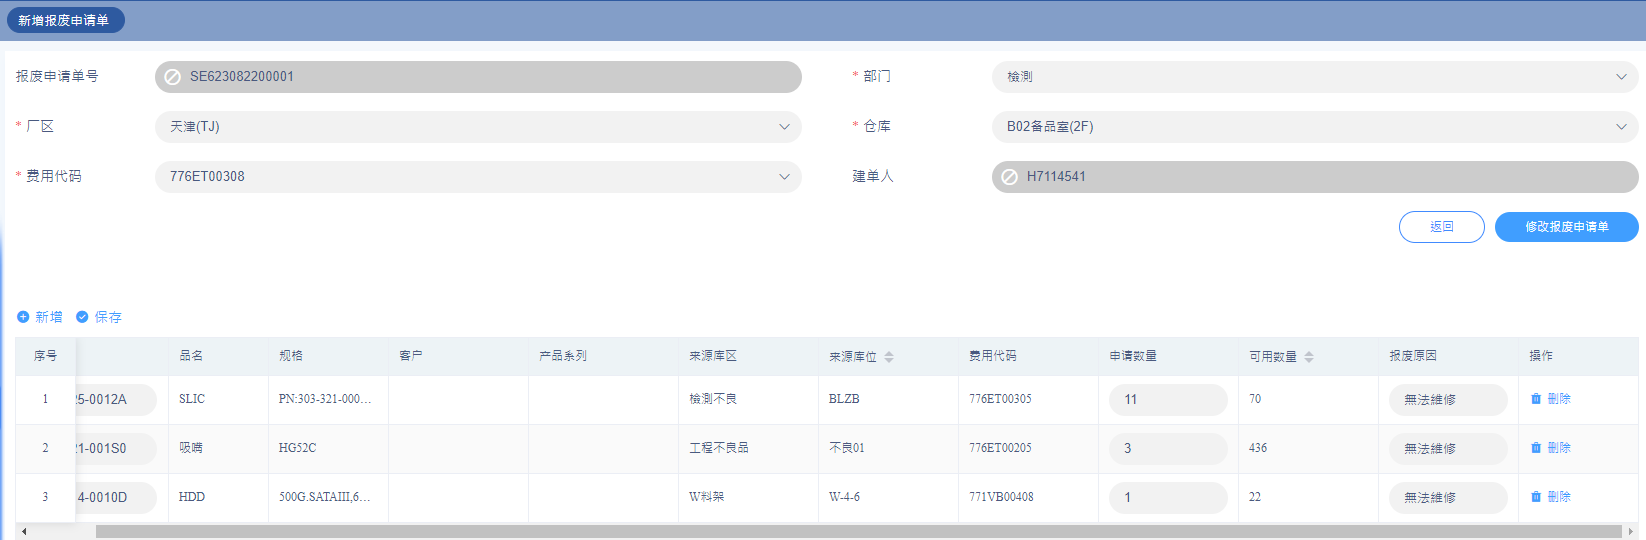 新增报废申请单
报废申请单号 SE623082200001 * 部门 檢測
* 厂区 天津(TJ) * 仓库 B02备品室(2F)
* 费用代码 776ET00308 建单人 H7114541
返回 修改报废申请单
新增 保存
序号 品名 规格 客户 产品系列 来源库区 来源库位 费用代码 申请数量 可用数量 报废原因 操作
1 25-0012A SLIC PN:303-321-000... 檢測不良 BLZB 776ET00305 11 70 無法維修 删除
2 21-001S0 吸嘴 HG52C 工程不良品 不良01 776ET00205 3 436 無法維修 删除
3 4-0010D HDD 500G.SATAIII,6... W料架 W-4-6 771VB00408 1 22 無法維修 删除